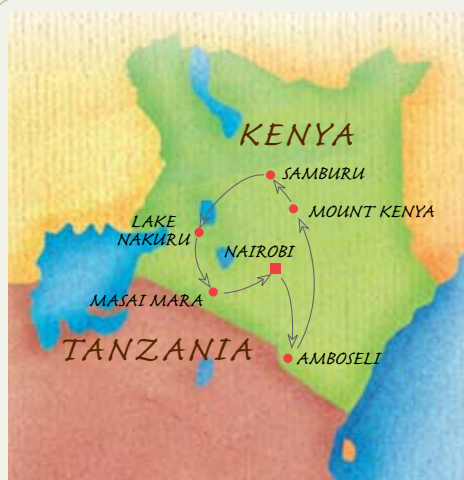 KENYA
SAMBURU
MOUNT KENYA
LAKE
NAKURU
NAIROBI
MASAI MARA
TANZANIA
AMBOSELI